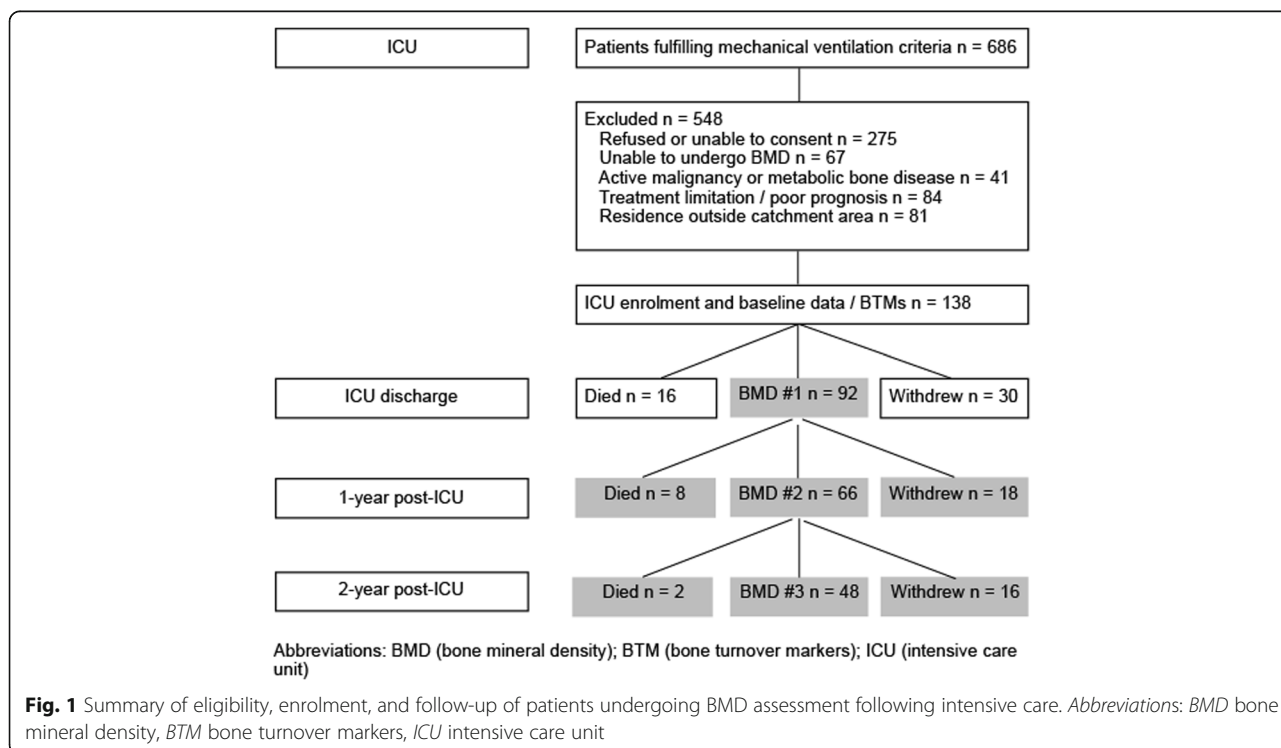 ICU
Patients fulfilling mechanical ventilation criteria n = 686
Excluded n = 548
Refused or unable to consent n = 275
Unable to undergo BMD n = 67
Active malignancy or metabolic bone disease n = 41
Treatment limitation / poor prognosis n = 84
Residence outside catchment area n = 81
ICU enrolment and baseline data / BTMs n = 138
ICU discharge
Died n = 16
BMD #1 n = 92
Withdrew n = 30
1-year post-ICU
Died n = 8
BMD #2 n = 66
Withdrew n = 18
2-year post-ICU
Died n = 2
BMD #3 n = 48
Withdrew n = 16
Abbreviations: BMD (bone mineral density); BTM (bone turnover markers); ICU (intensive care
unit)
Fig. 1 Summary of eligibility, enrolment, and follow-up of patients undergoing BMD assessment following intensive care. Abbreviations: BMD bone
mineral density, BTM bone turnover markers, ICU intensive care unit